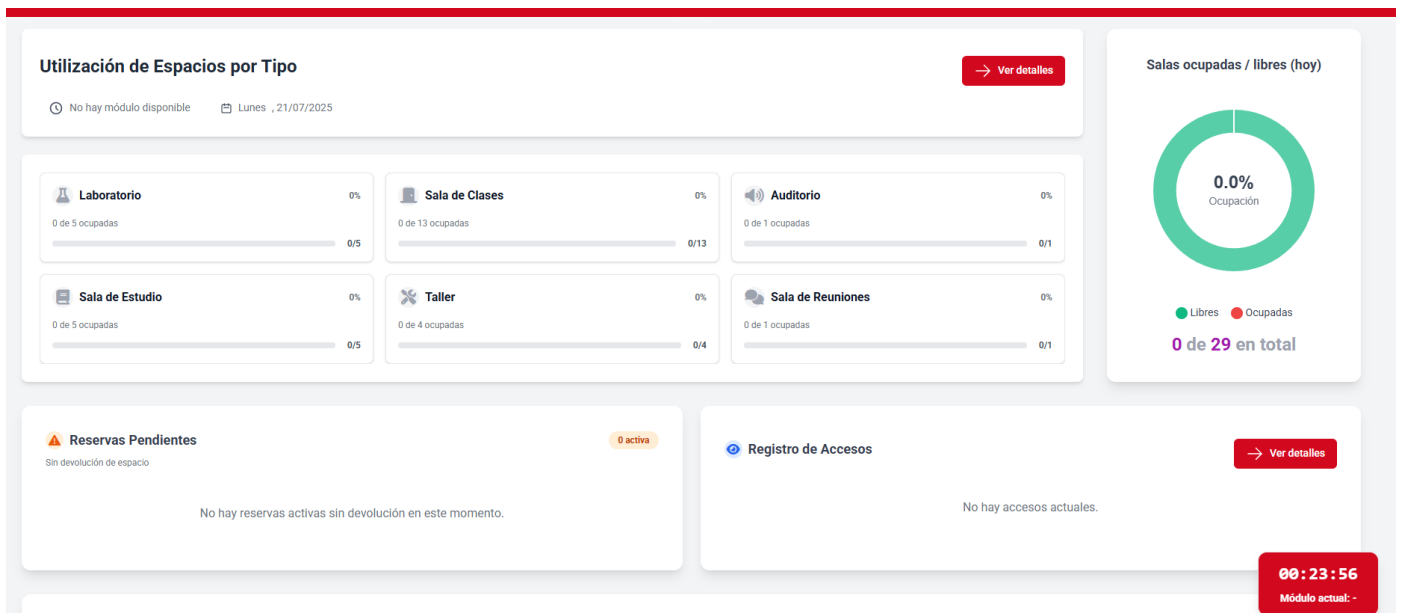 Utilización de Espacios por Tipo
Ver detalles
No hay módulo disponible
Lunes , 21/07/2025
Salas ocupadas / libres (hoy)
0.0%
Ocupación
Libres
Ocupadas
0 de 29 en total
Laboratorio
0%
0 de 5 ocupadas
0/5
Sala de Clases
0%
0 de 13 ocupadas
0/13
Auditorio
0%
0 de 1 ocupadas
0/1
Sala de Estudio
0%
0 de 5 ocupadas
0/5
Taller
0%
0 de 4 ocupadas
0/4
Sala de Reuniones
0%
0 de 1 ocupadas
0/1
Reservas Pendientes
0 activa
Sin devolución de espacio
No hay reservas activas sin devolución en este momento.
Registro de Accesos
Ver detalles
No hay accesos actuales.
00:23:56
Módulo actual: -